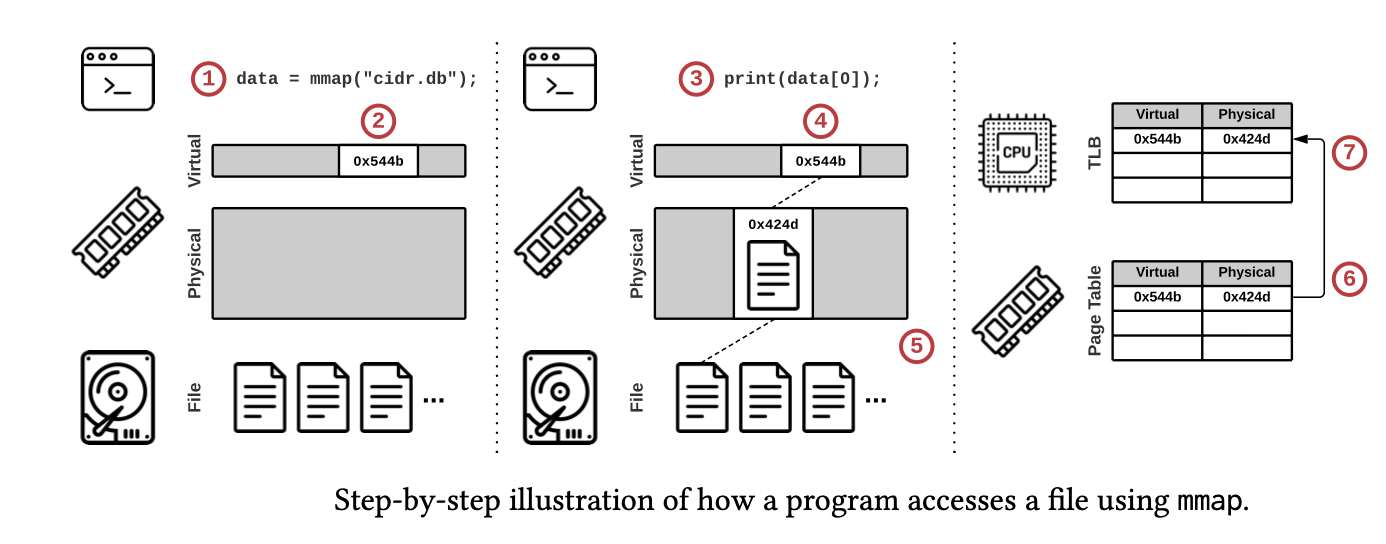 1 data = mmap("cidr.db");
2
Virtual
0x544b
Physical
File
...
3 print(data[0]);
4
Virtual
0x544b
Physical
0x424d
5
File
...
CPU
TLB
Virtual Physical
0x544b 0x424d
7
Page Table
Virtual Physical
0x544b 0x424d
6
Step-by-step illustration of how a program accesses a file using mmap.